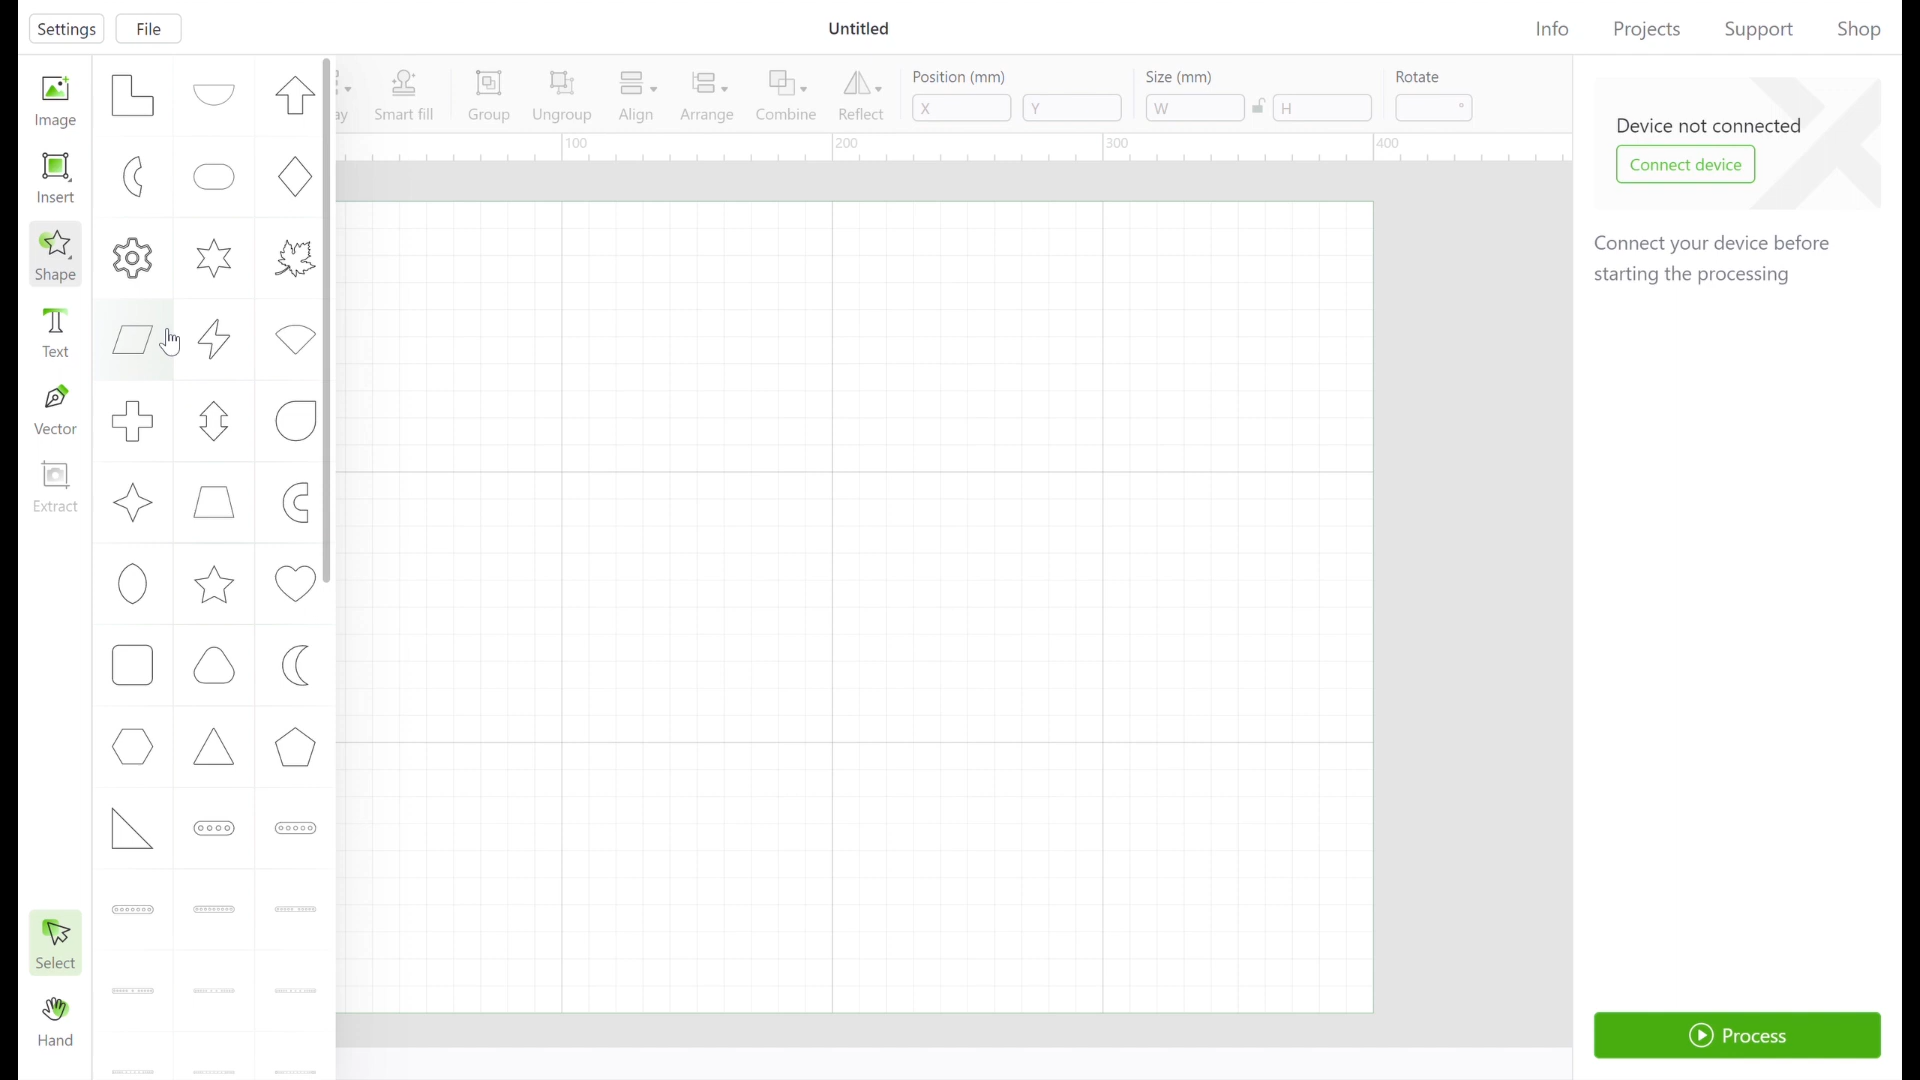 Settings
File
Untitled
Info
Projects
Support
Shop
Image
Insert
Shape
Text
Vector
Extract
Select
Hand
ay
Smart fill
Group
Ungroup
Align
Arrange
Combine
Reflect
Position (mm)
X
Y
Size (mm)
W
H
Rotate
°
100
200
300
400
Device not connected
Connect device
Connect your device before
starting the processing
Process